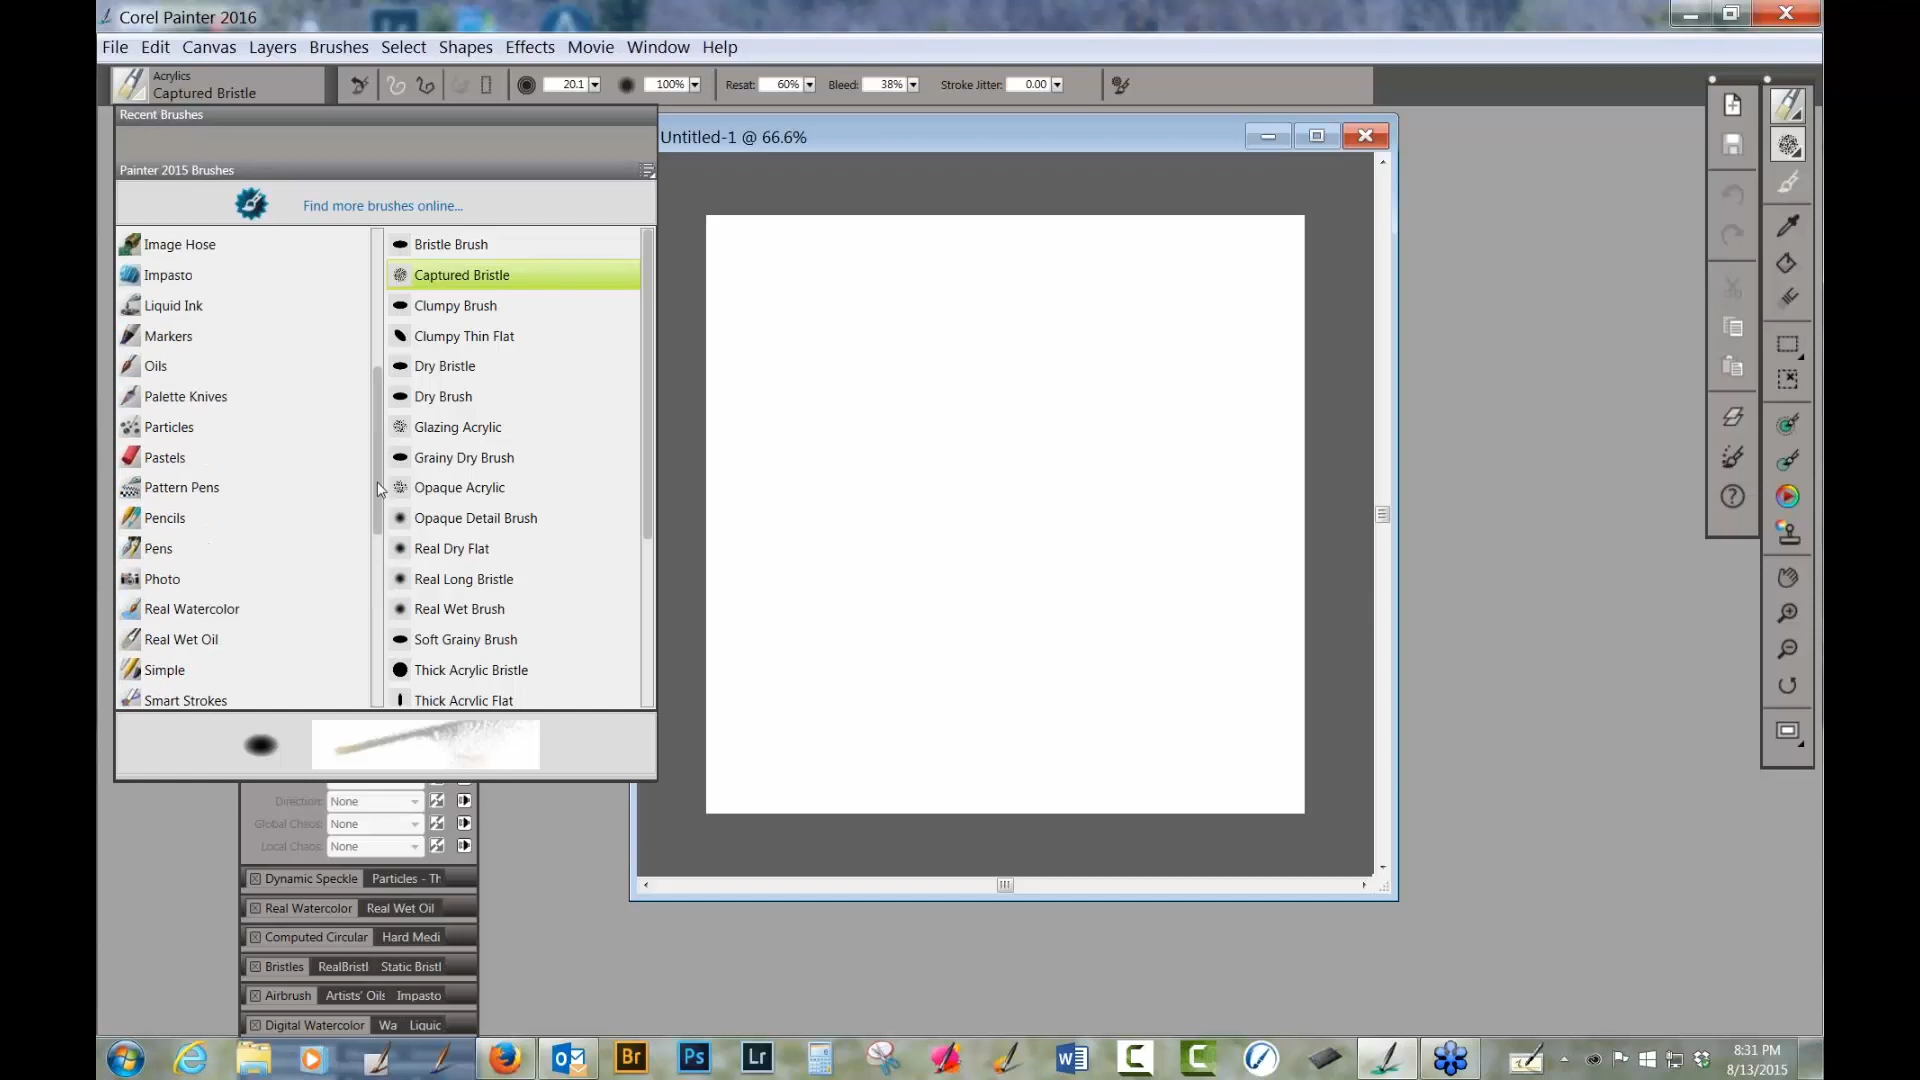 Corel Painter 2016
File Edit Canvas Layers Brushes Select Shapes Effects Movie Window Help
Acrylics
Captured Bristle
20.1 100% Resat: 60% Bleed: 38% Stroke Jitter: 0.00
Recent Brushes
Painter 2015 Brushes
Find more brushes online...
Image Hose
Impasto
Liquid Ink
Markers
Oils
Palette Knives
Particles
Pastels
Pattern Pens
Pencils
Pens
Photo
Real Watercolor
Real Wet Oil
Simple
Smart Strokes
Bristle Brush
Captured Bristle
Clumpy Brush
Clumpy Thin Flat
Dry Bristle
Dry Brush
Glazing Acrylic
Grainy Dry Brush
Opaque Acrylic
Opaque Detail Brush
Real Dry Flat
Real Long Bristle
Real Wet Brush
Soft Grainy Brush
Thick Acrylic Bristle
Thick Acrylic Flat
Untitled-1 @ 66.6%
Direction: None
Global Chaos: None
Local Chaos: None
Dynamic Speckle Particles - Th
Real Watercolor Real Wet Oil
Computed Circular Hard Medi
Bristles RealBristl Static Bristl
Airbrush Artists' Oils Impasto
Digital Watercolor Wa Liquic
Br Ps Lr
8:31 PM
8/13/2015